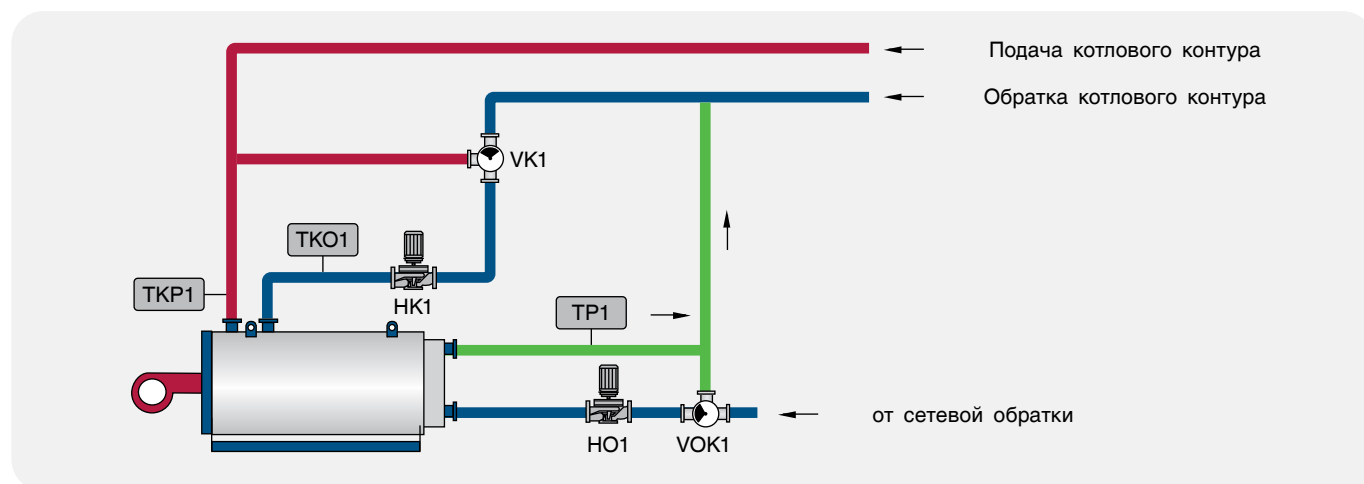 Подача котлового контура
Обратка котлового контура
VK1
TKO1
TKP1
HK1
TP1
от сетевой обратки
HO1
VOK1